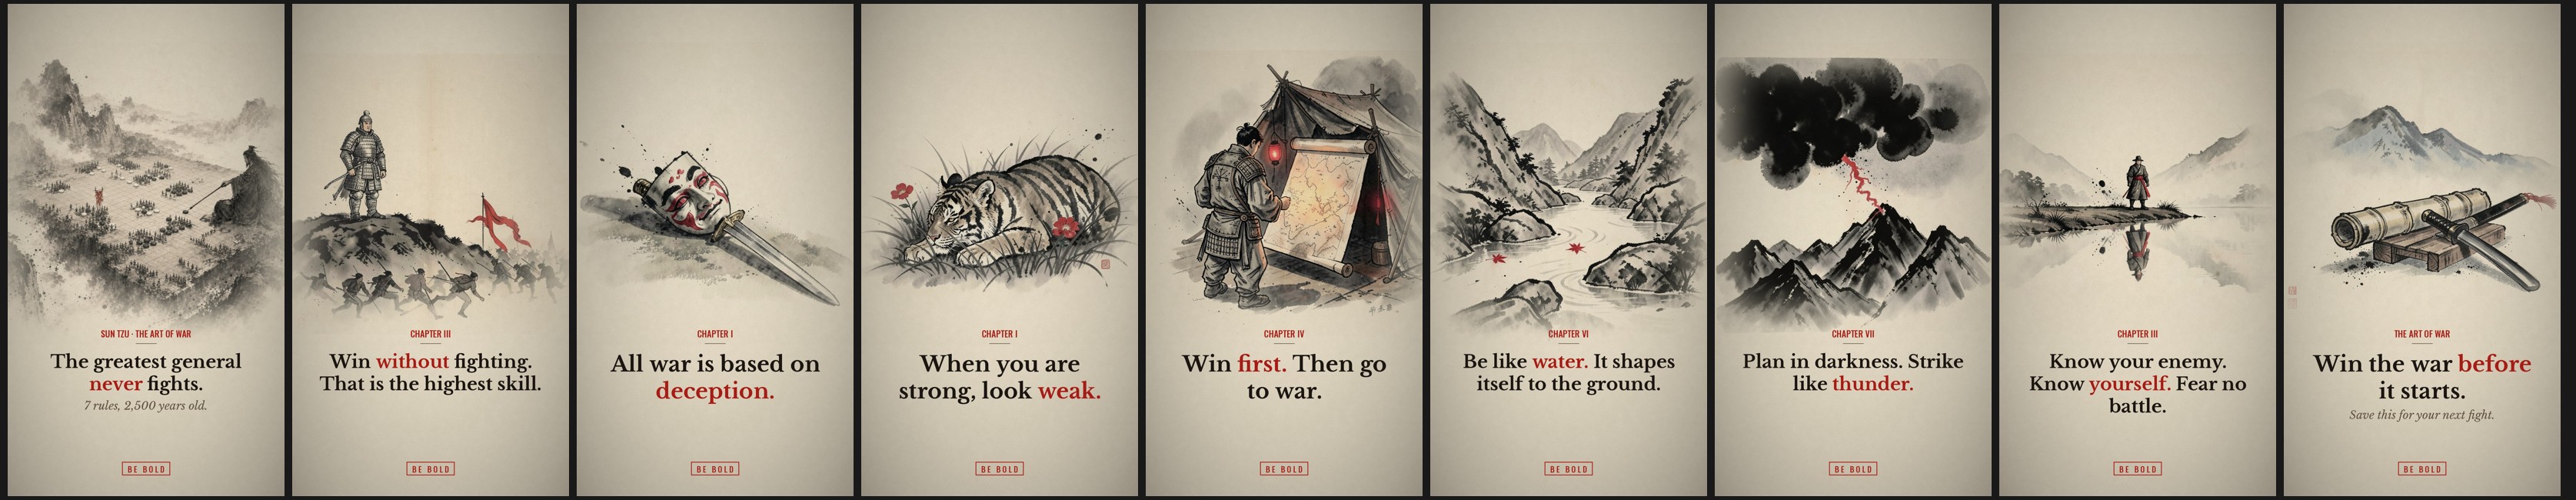 SUN TZU · THE ART OF WAR
The greatest general
never fights.
7 rules, 2,500 years old.
BE BOLD
CHAPTER III
Win without fighting.
That is the highest skill.
BE BOLD
CHAPTER I
All war is based on
deception.
BE BOLD
CHAPTER I
When you are
strong, look weak.
BE BOLD
CHAPTER IV
Win first. Then go
to war.
BE BOLD
CHAPTER VI
Be like water. It shapes
itself to the ground.
BE BOLD
CHAPTER VII
Plan in darkness. Strike
like thunder.
BE BOLD
CHAPTER III
Know your enemy.
Know yourself. Fear no
battle.
BE BOLD
THE ART OF WAR
Win the war before
it starts.
Save this for your next fight.
BE BOLD